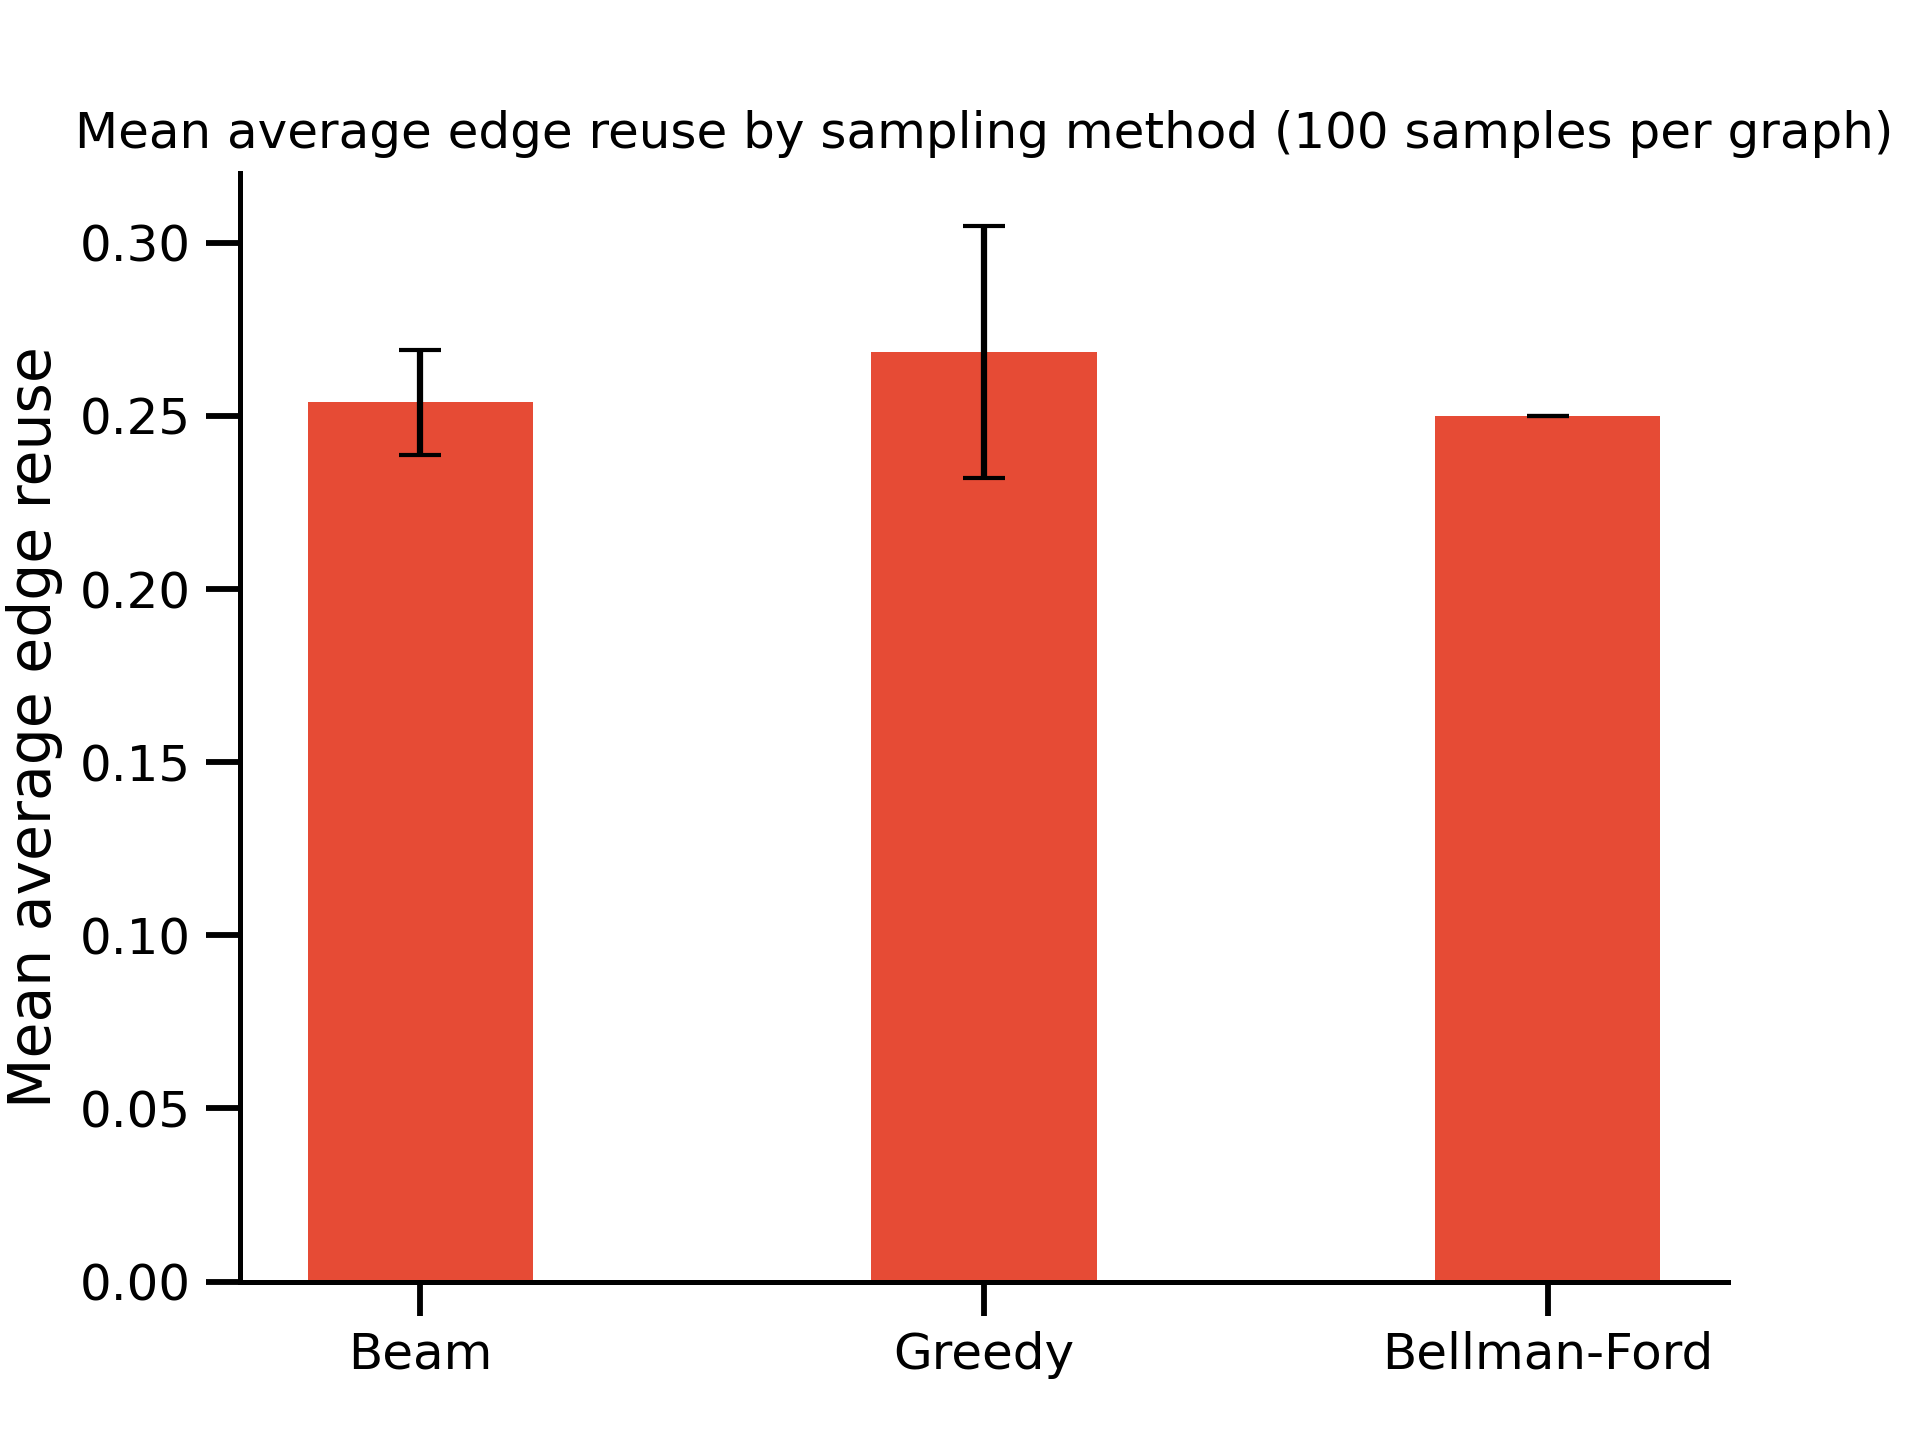 Mean average edge reuse by sampling method (100 samples per graph)
Mean average edge reuse
0.30
0.25
0.20
0.15
0.10
0.05
0.00
Beam
Greedy
Bellman-Ford